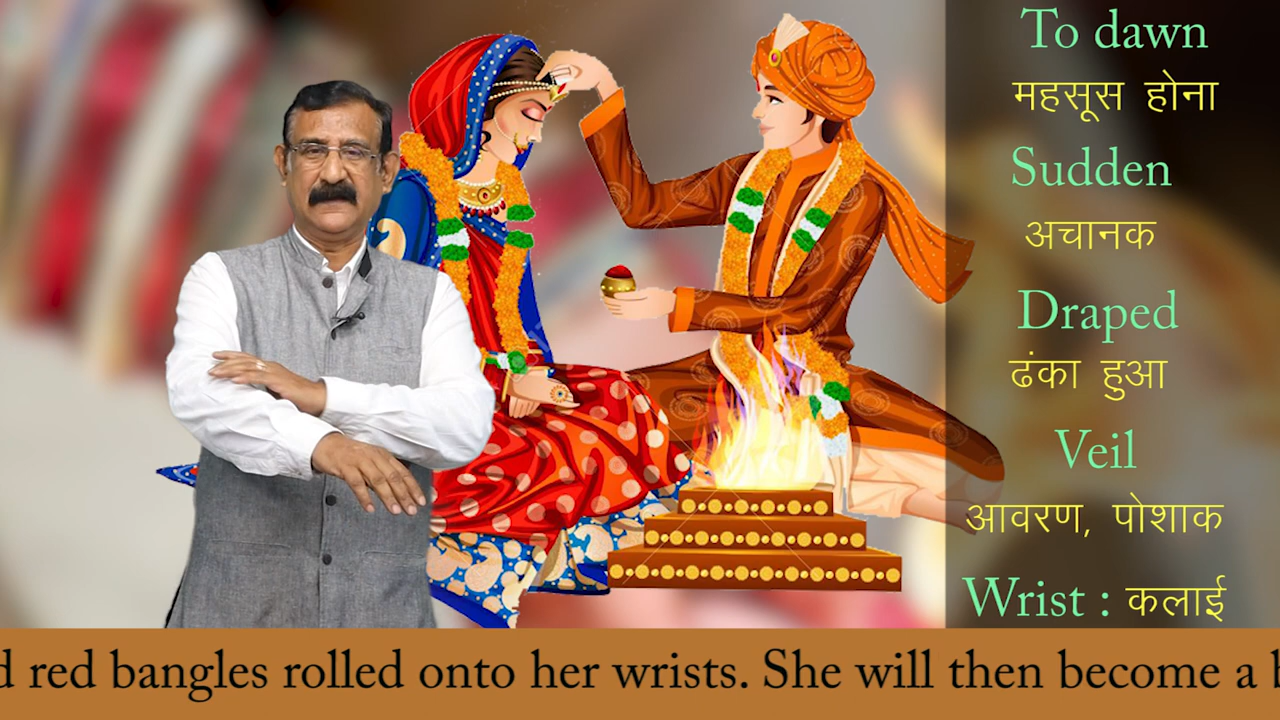 To dawn
महसूस होना
Sudden
अचानक
Draped
ढंका हुआ
Veil
आवरण, पोशाक
Wrist : कलाई
red bangles rolled onto her wrists. She will then become a